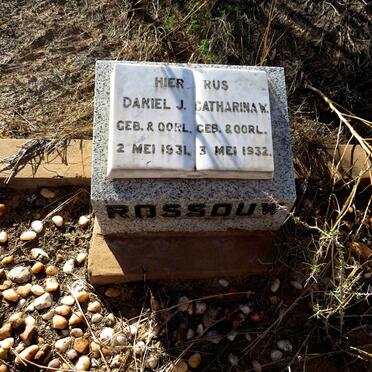 HIER RUS
DANIEL J. CATHARINA W.
GEB. & OORL. GEB. & OORL.
2 MEI 1931. 3 MEI 1932.
ROSSOUW